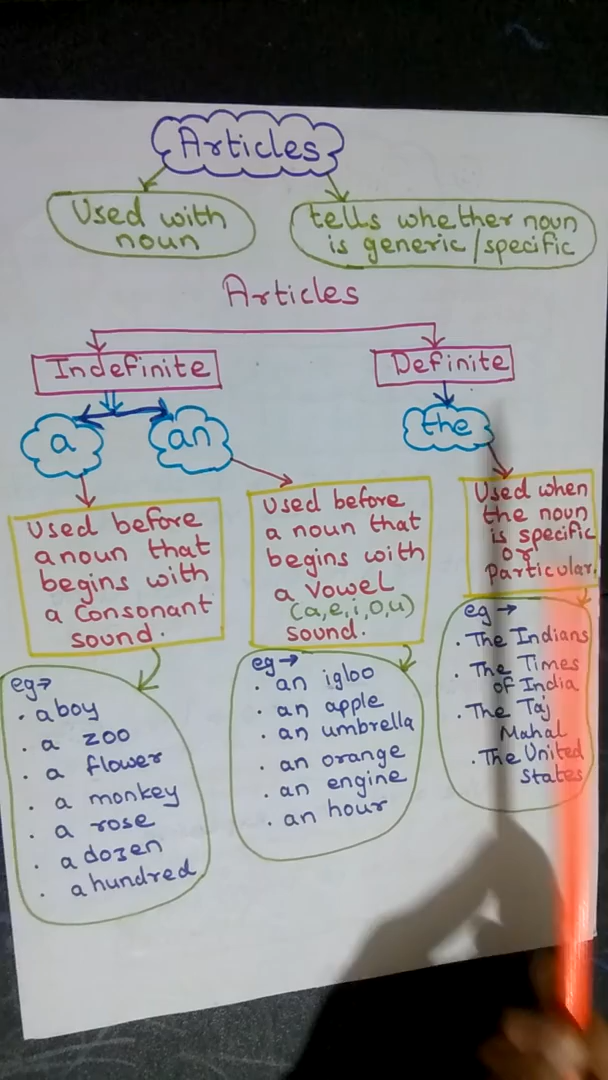 Articles
Used with
noun
tells whether noun
is generic/specific
Articles
Indefinite
Definite
a
an
the
Used before
a noun that
begins with
a Consonant
sound.
Used before
a noun that
begins with
a Vowel
(a,e,i,o,u)
sound.
Used when
the noun
is specific
or
Particular.
eg→
. a boy
. a zoo
. a flower
. a monkey
. a rose
. a dozen
. a hundred
eg→
. an igloo
. an apple
. an umbrella
. an orange
. an engine
. an hour
eg→
. The Indians
. The Times
of India
. The Taj
Mahal
. The United
States